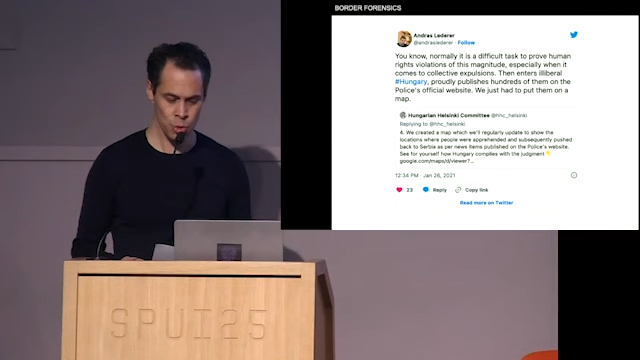 BORDER FORENSICS
Andras Lederer
@andraslederer · Follow
You know, normally it is a difficult task to prove human
rights violations of this magnitude, especially when it
comes to collective expulsions. Then enters illiberal
#Hungary, proudly publishes hundreds of them on the
Police's official website. We just had to put them on a
map.
Hungarian Helsinki Committee @hhc_helsinki
Replying to @hhc_helsinki
4. We created a map which we'll regularly update to show the
locations where people were apprehended and subsequently pushed
back to Serbia as per news items published on the Police's website.
See for yourself how Hungary complies with the judgment 👇
google.com/maps/d/viewer?...
12:34 PM · Jan 26, 2021
23 Reply Copy link
Read more on Twitter
SPUI25